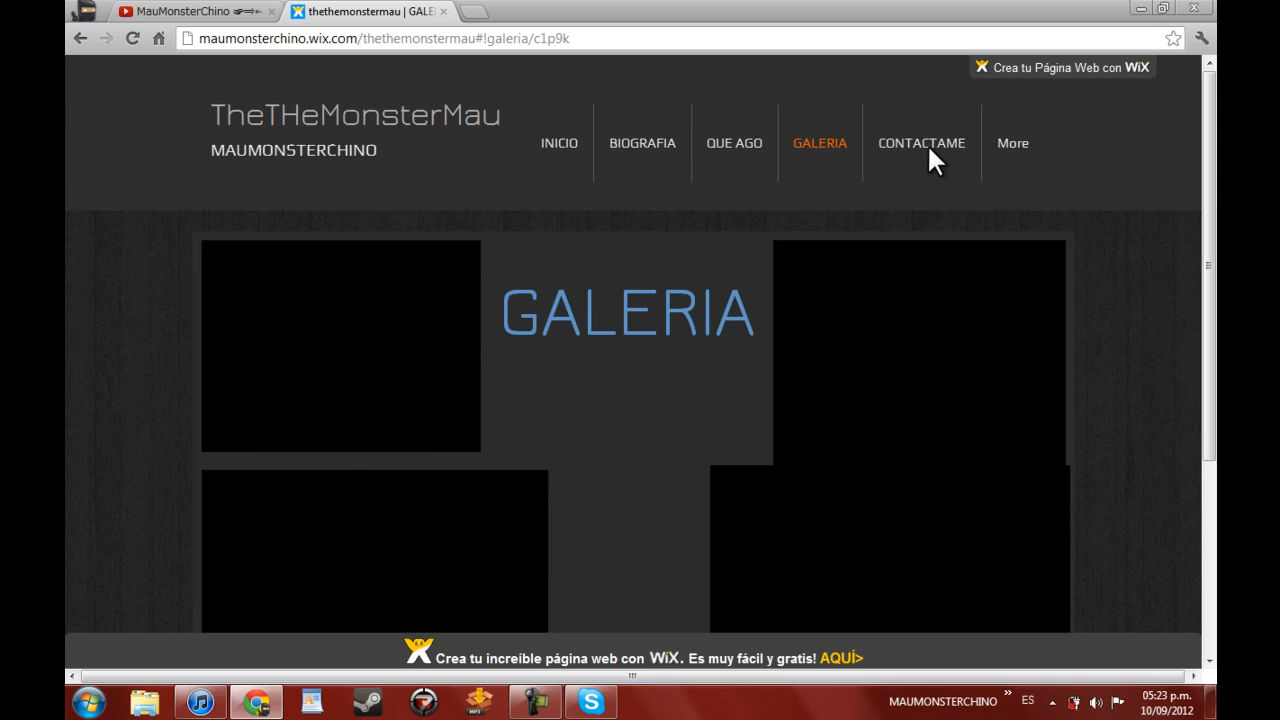 MauMonsterChino
thethemonstermau | GALE
maumonsterchino.wix.com/thethemonstermau#!galeria/c1p9k
Crea tu Página Web con WiX
TheTHeMonsterMau
MAUMONSTERCHINO
INICIO BIOGRAFIA QUE AGO GALERIA CONTACTAME More
GALERIA
Crea tu increible página web con WiX. Es muy fácil y gratis! AQUÍ>
MAUMONSTERCHINO » ES 05:23 p.m.
10/09/2012